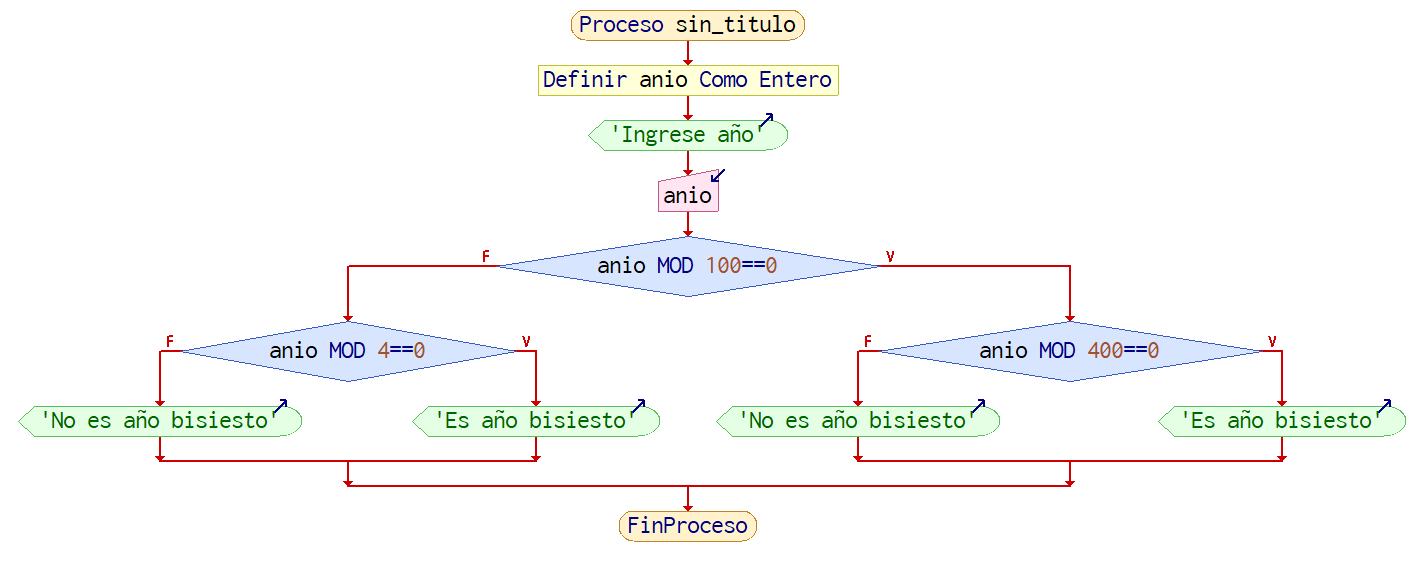 Proceso sin_titulo
Definir anio Como Entero
'Ingrese año'
anio
F
anio MOD 100==0
V
F
anio MOD 4==0
V
F
anio MOD 400==0
V
'No es año bisiesto'
'Es año bisiesto'
'No es año bisiesto'
'Es año bisiesto'
FinProceso